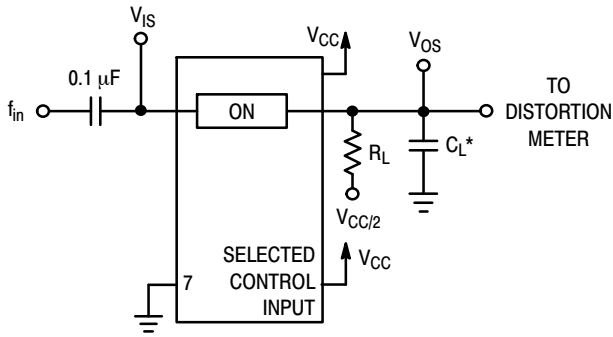 V_IS
V_CC
V_OS
0.1 μF
f_in
ON
TO
DISTORTION
METER
R_L
C_L*
V_CC/2
SELECTED
CONTROL
INPUT
V_CC
7